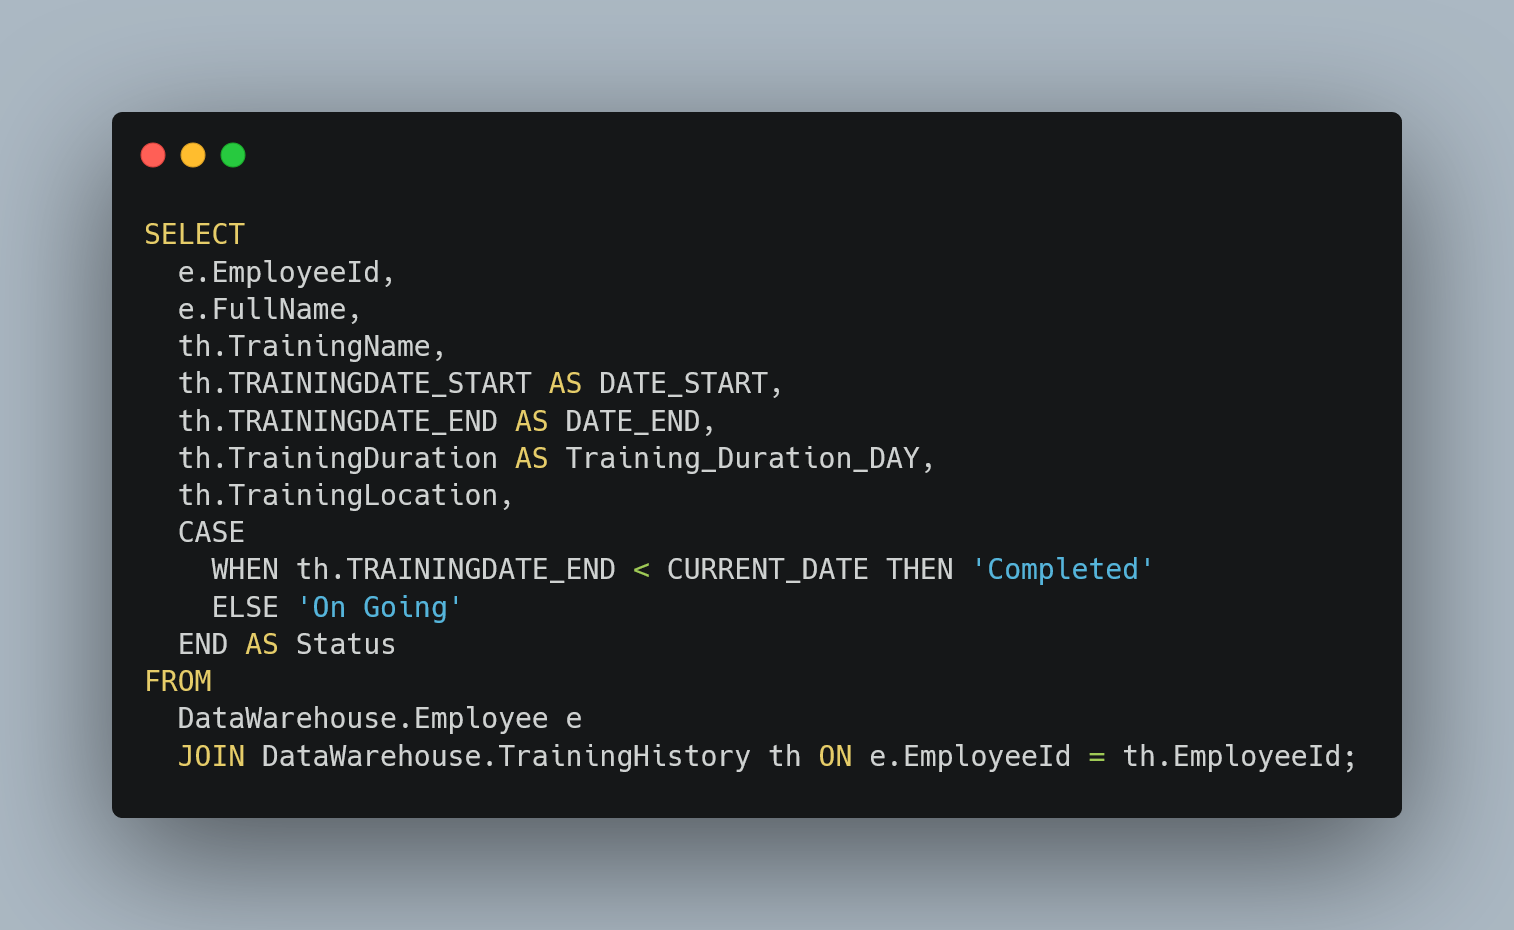 SELECT
  e.EmployeeId,
  e.FullName,
  th.TrainingName,
  th.TRAININGDATE_START AS DATE_START,
  th.TRAININGDATE_END AS DATE_END,
  th.TrainingDuration AS Training_Duration_DAY,
  th.TrainingLocation,
  CASE
    WHEN th.TRAININGDATE_END < CURRENT_DATE THEN 'Completed'
    ELSE 'On Going'
  END AS Status
FROM
  DataWarehouse.Employee e
  JOIN DataWarehouse.TrainingHistory th ON e.EmployeeId = th.EmployeeId;